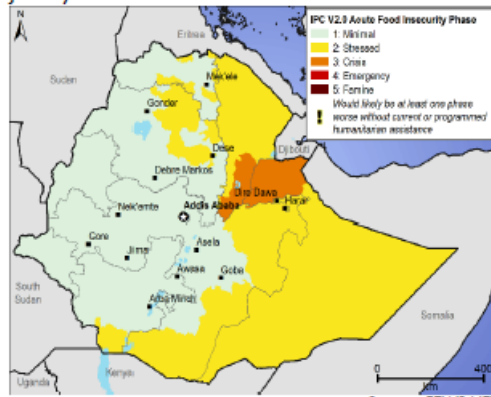 N
IPC V2.0 Acute Food Insecurity Phase
1: Minimal
2: Stressed
3: Crisis
4: Emergency
5: Famine
! Would likely be at least one phase
worse without current or programmed
humanitarian assistance
Eritrea
Sudan
Mek'ele
Gonder
Djibouti
Dese
Debre Markos
Dire Dawa
Harar
Nek'emte
Addis Ababa
Gore
Asela
Jima
Awasa
Goba
South
Sudan
Arba Minch
Somalia
Uganda
Kenya
0
400
km